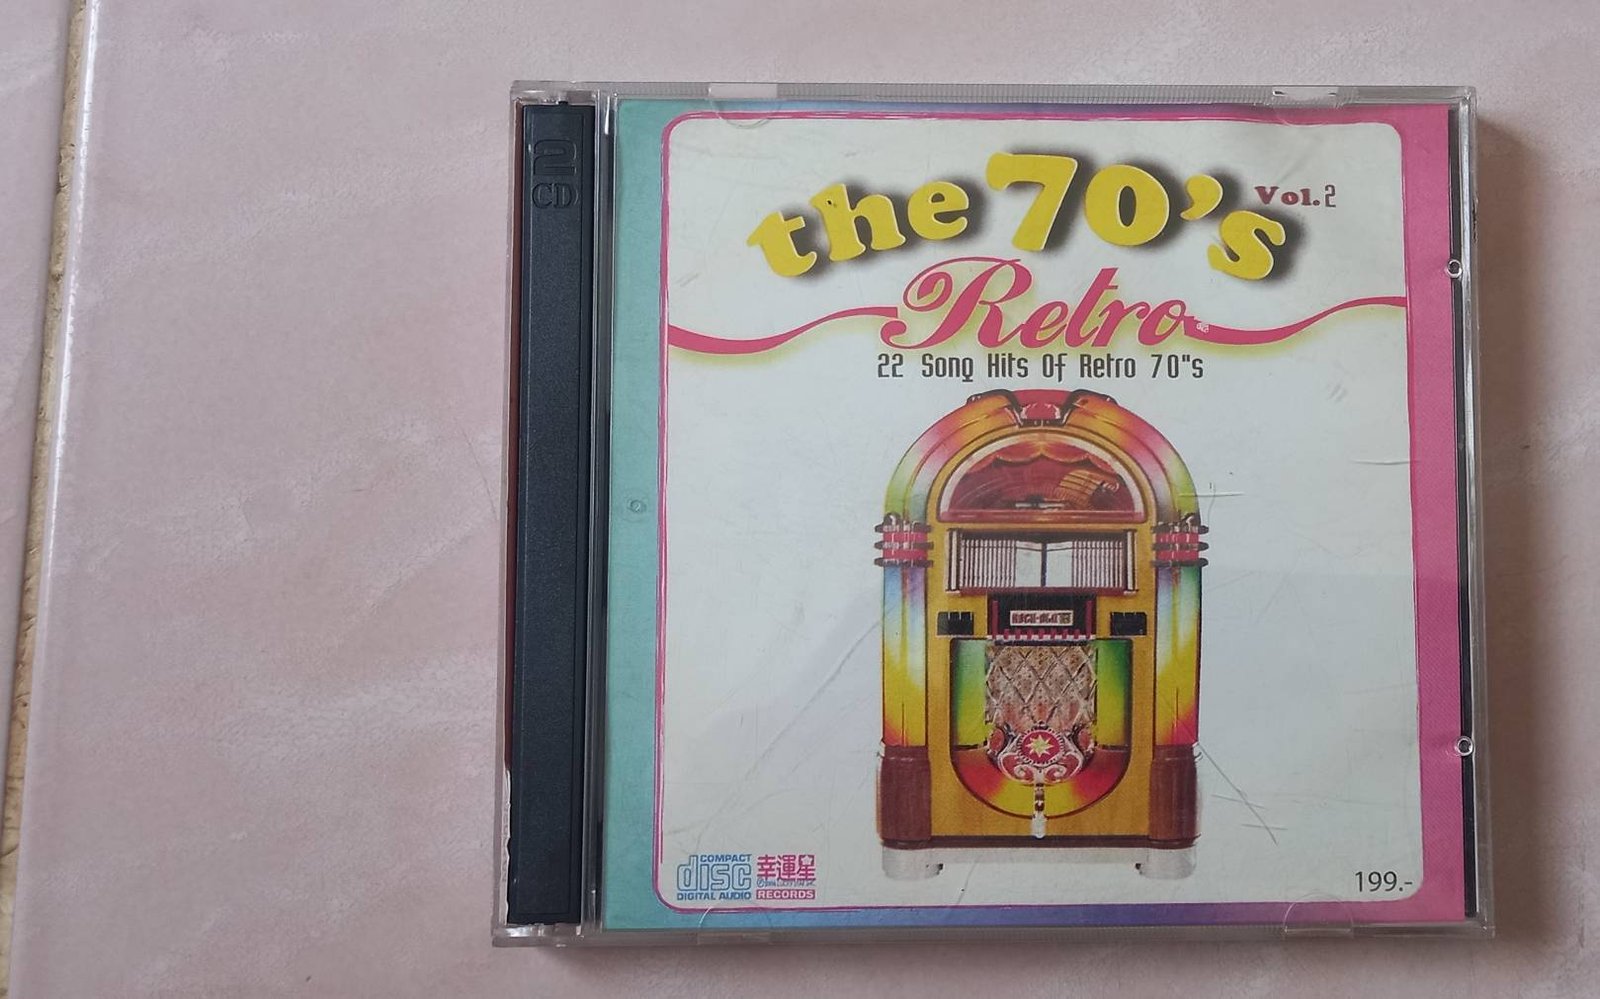 2
CD
the 70's
Vol.2
Retro
22 Song Hits Of Retro 70"s
COMPACT
disc
DIGITAL AUDIO
幸運星
RECORDS
199.-